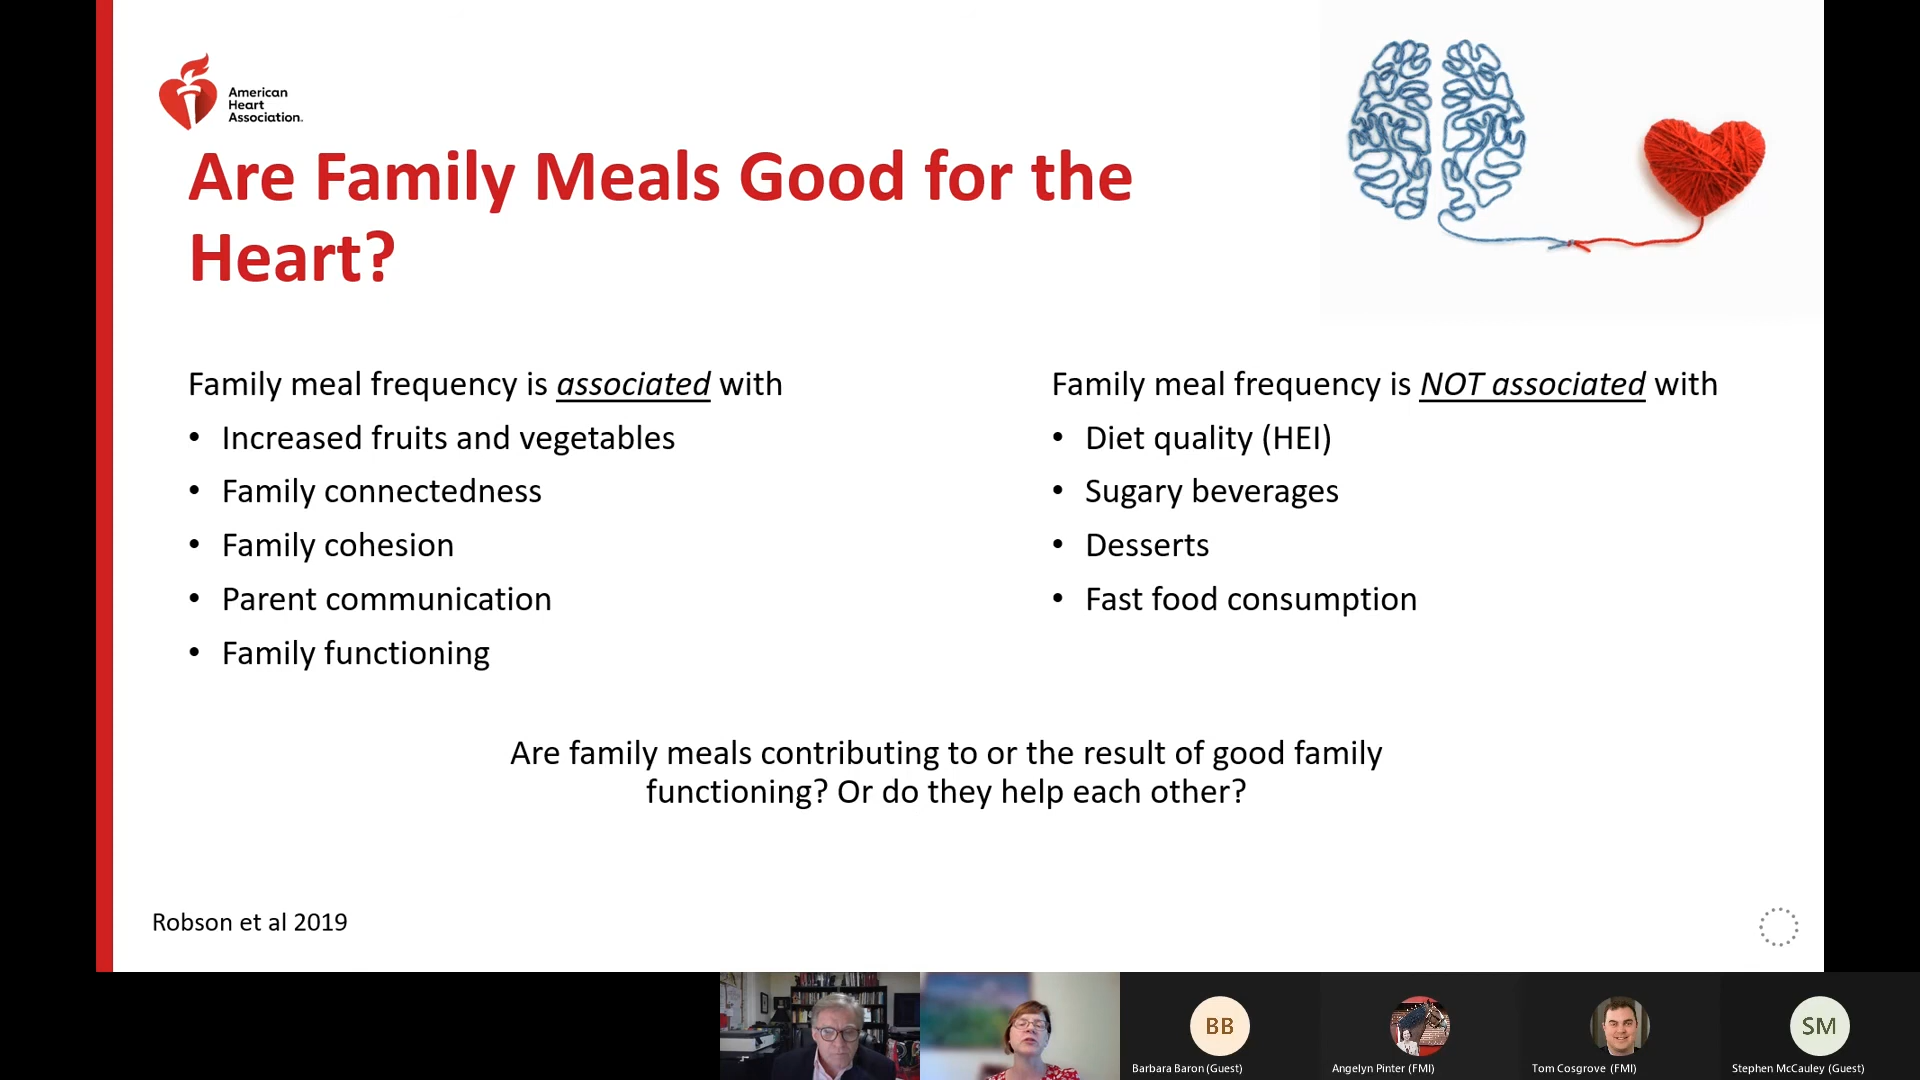 American
Heart
Association.
Are Family Meals Good for the
Heart?
Family meal frequency is associated with
• Increased fruits and vegetables
• Family connectedness
• Family cohesion
• Parent communication
• Family functioning
Family meal frequency is NOT associated with
• Diet quality (HEI)
• Sugary beverages
• Desserts
• Fast food consumption
Are family meals contributing to or the result of good family
functioning? Or do they help each other?
Robson et al 2019
BB
SM
Barbara Baron (Guest)
Angelyn Pinter (FMI)
Tom Cosgrove (FMI)
Stephen McCauley (Guest)